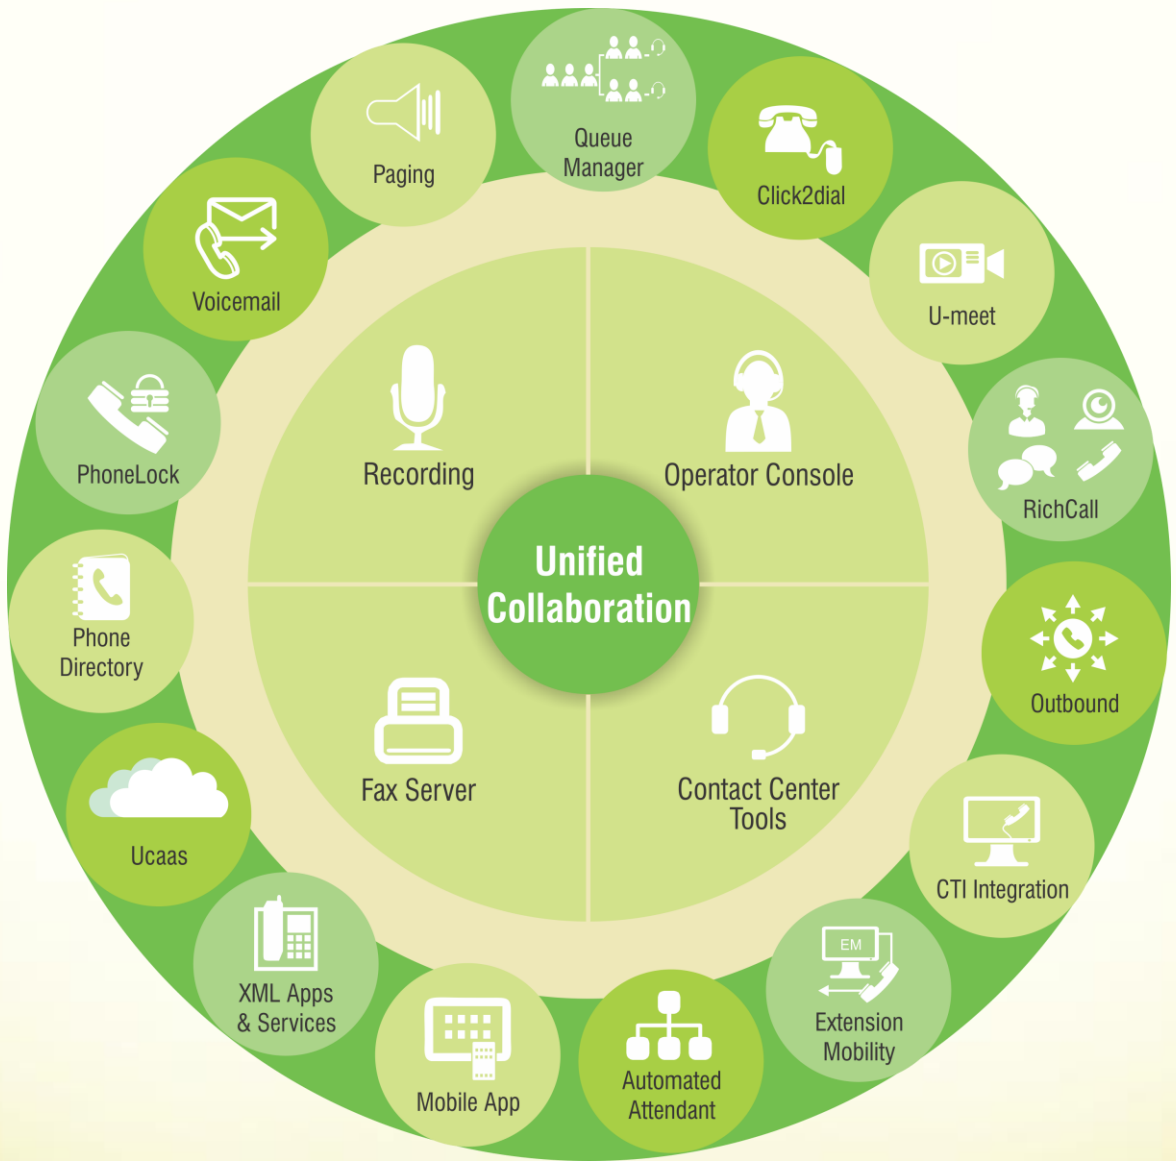 Queue
Manager
Click2dial
U-meet
RichCall
Outbound
CTI Integration
EM
Extension
Mobility
Automated
Attendant
Mobile App
XML Apps
& Services
Ucaas
Phone
Directory
PhoneLock
Voicemail
Paging
Recording
Operator Console
Unified
Collaboration
Fax Server
Contact Center
Tools